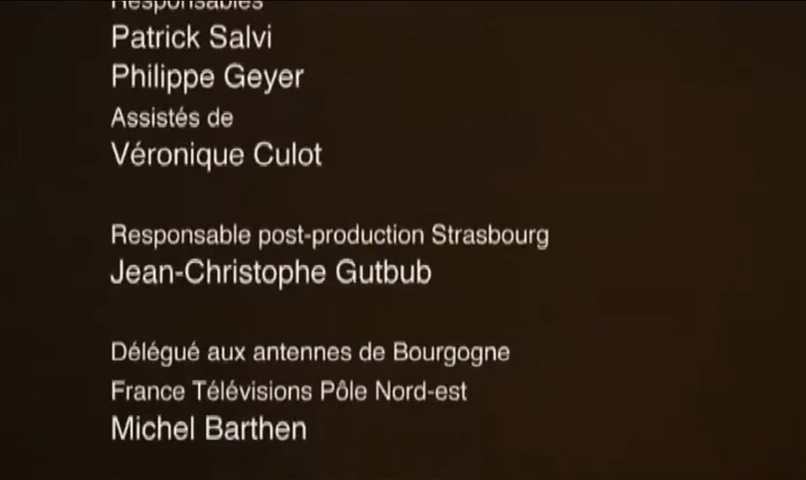 Responsables
Patrick Salvi
Philippe Geyer
Assistés de
Véronique Culot
Responsable post-production Strasbourg
Jean-Christophe Gutbub
Délégué aux antennes de Bourgogne
France Télévisions Pôle Nord-est
Michel Barthen